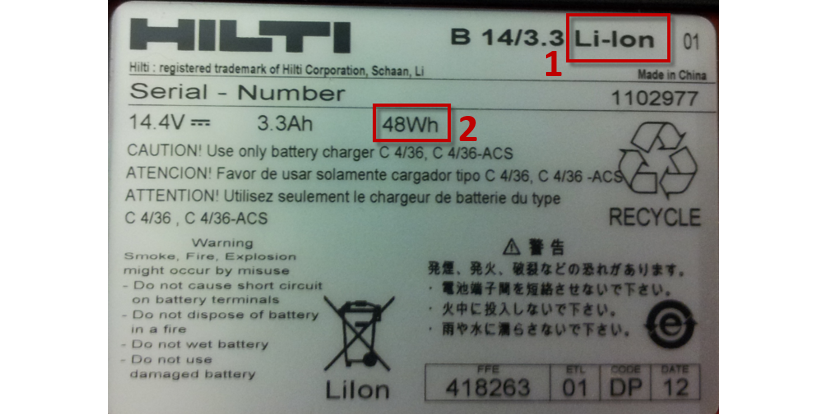 HILTI
B 14/3.3 Li-Ion 01
1
Hilti : registered trademark of Hilti Corporation, Schaan, Li
Made in China
Serial - Number
1102977
14.4V 3.3Ah 48Wh 2
CAUTION! Use only battery charger C 4/36, C 4/36-ACS
ATENCION! Favor de usar solamente cargador tipo C 4/36, C 4/36 -ACS
ATTENTION! Utilisez seulement le chargeur de batterie du type
C 4/36 , C 4/36-ACS
RECYCLE
Warning
Smoke, Fire, Explosion
might occur by misuse
- Do not cause short circuit
on battery terminals
- Do not dispose of battery
in a fire
- Do not wet battery
- Do not use
damaged battery
LiIon
警告
発煙、発火、破裂などの恐れがあります。
・電池端子間を短絡させないで下さい。
・火中に投入しないで下さい。
・雨や水に濡らさないで下さい。
e
FFE ETL CODE DATE
418263 01 DP 12